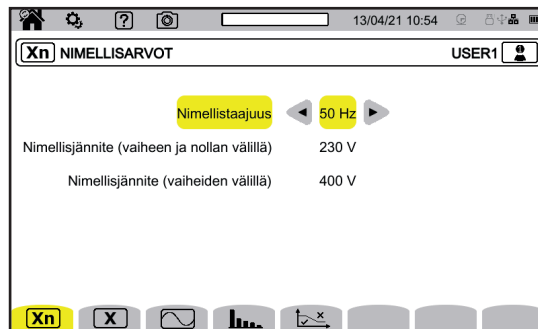 13/04/21 10:54
Xn NIMELLISARVOT USER1
Nimellistaajuus 50 Hz
Nimellisjännite (vaiheen ja nollan välillä) 230 V
Nimellisjännite (vaiheiden välillä) 400 V
Xn X